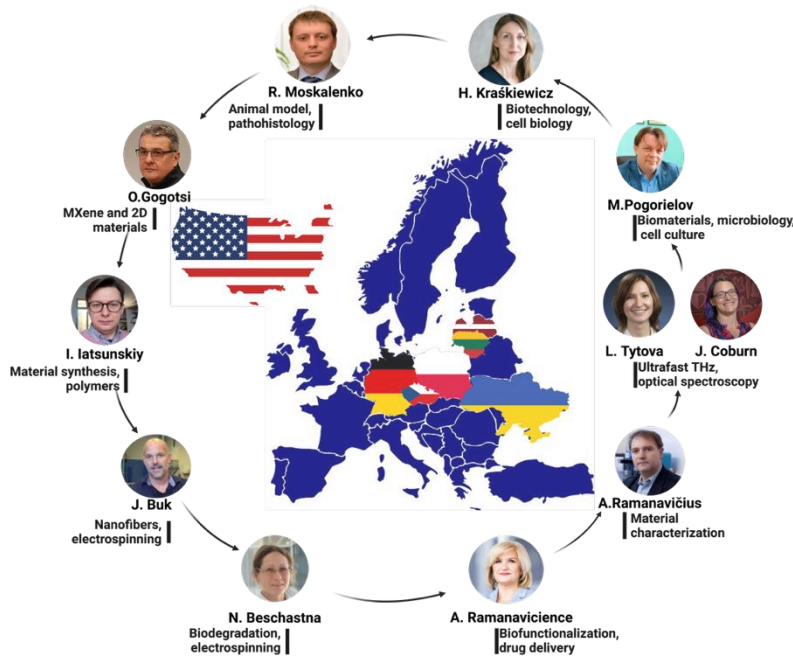 R. Moskalenko
Animal model,
pathohistology
H. Kraśkiewicz
Biotechnology,
cell biology
O.Gogotsi
MXene and 2D
materials
M.Pogorielov
Biomaterials, microbiology,
cell culture
I. Iatsunskiy
Material synthesis,
polymers
L. Tytova
J. Coburn
Ultrafast THz,
optical spectroscopy
J. Buk
Nanofibers,
electrospinning
A.Ramanavičius
Material
characterization
N. Beschastna
Biodegradation,
electrospinning
A. Ramanavicience
Biofunctionalization,
drug delivery